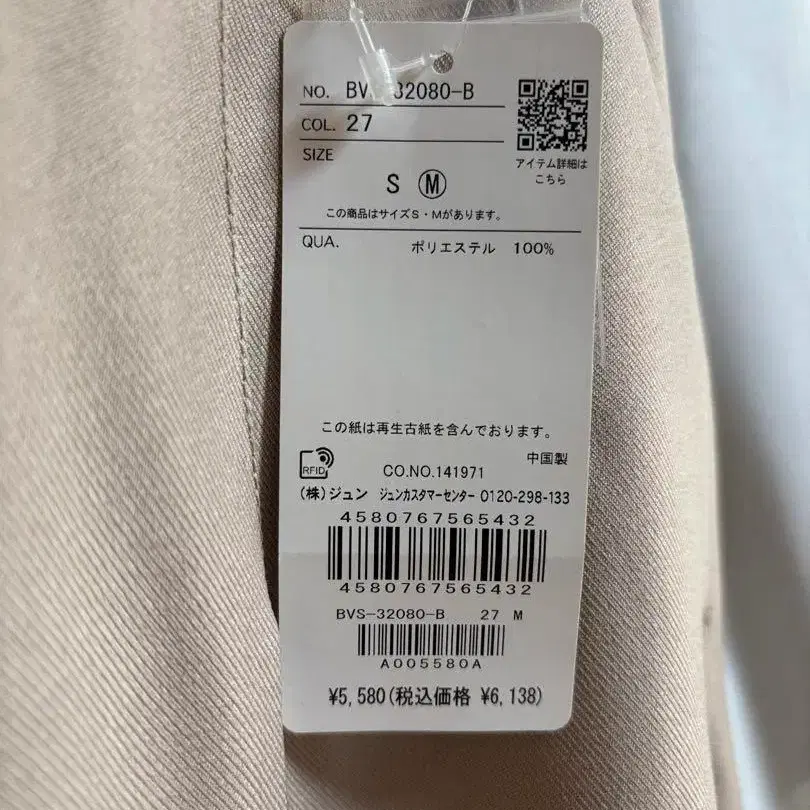 NO. BVS-32080-B
COL. 27
SIZE
アイテム詳細は
こちら
S Ⓜ
この商品はサイズS・Mがあります。
QUA. ポリエステル 100%
この紙は再生古紙を含んでおります。
RFID
CO.NO.141971 中国製
(株)ジュン ジュンカスタマーセンター 0120-298-133
4580767565432
4580767565432
BVS-32080-B 27 M
A005580A
¥5,580(税込価格 ¥6,138)